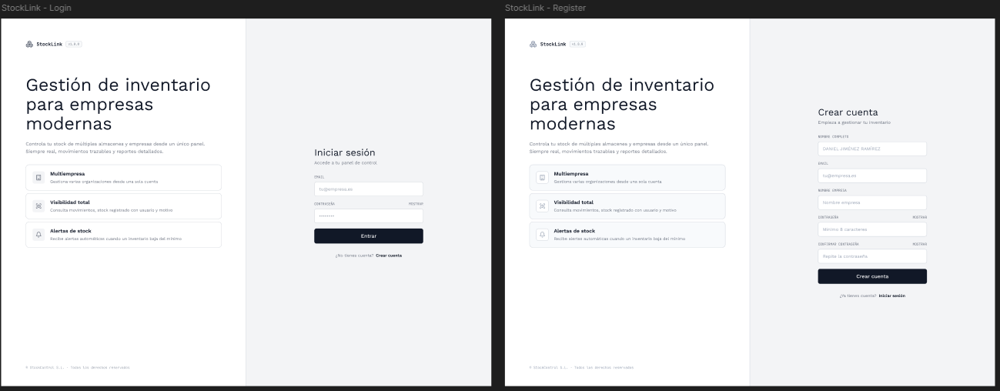 StockLink - Login
StockLink v1.0.0
Gestión de inventario
para empresas
modernas
Controla tu stock de múltiples almacenes y empresas desde un único panel.
Siempre real, movimientos trazables y reportes detallados.
Multiempresa
Gestiona varias organizaciones desde una sola cuenta
Visibilidad total
Consulta movimientos, stock registrado con usuario y motivo
Alertas de stock
Recibe alertas automáticas cuando un inventario baja del mínimo
© StockControl S.L. · Todos los derechos reservados
Iniciar sesión
Accede a tu panel de control
EMAIL
tu@empresa.es
CONTRASEÑA MOSTRAR
••••••••
Entrar
¿No tienes cuenta? Crear cuenta
StockLink - Register
StockLink v1.0.0
Gestión de inventario
para empresas
modernas
Controla tu stock de múltiples almacenes y empresas desde un único panel.
Siempre real, movimientos trazables y reportes detallados.
Multiempresa
Gestiona varias organizaciones desde una sola cuenta
Visibilidad total
Consulta movimientos, stock registrado con usuario y motivo
Alertas de stock
Recibe alertas automáticas cuando un inventario baja del mínimo
© StockControl S.L. · Todos los derechos reservados
Crear cuenta
Empieza a gestionar tu inventario
NOMBRE COMPLETO
DANIEL JIMÉNEZ RAMÍREZ
EMAIL
tu@empresa.es
NOMBRE EMPRESA
Nombre empresa
CONTRASEÑA MOSTRAR
Mínimo 8 caracteres
CONFIRMAR CONTRASEÑA MOSTRAR
Repite la contraseña
Crear cuenta
¿Ya tienes cuenta? Iniciar sesión